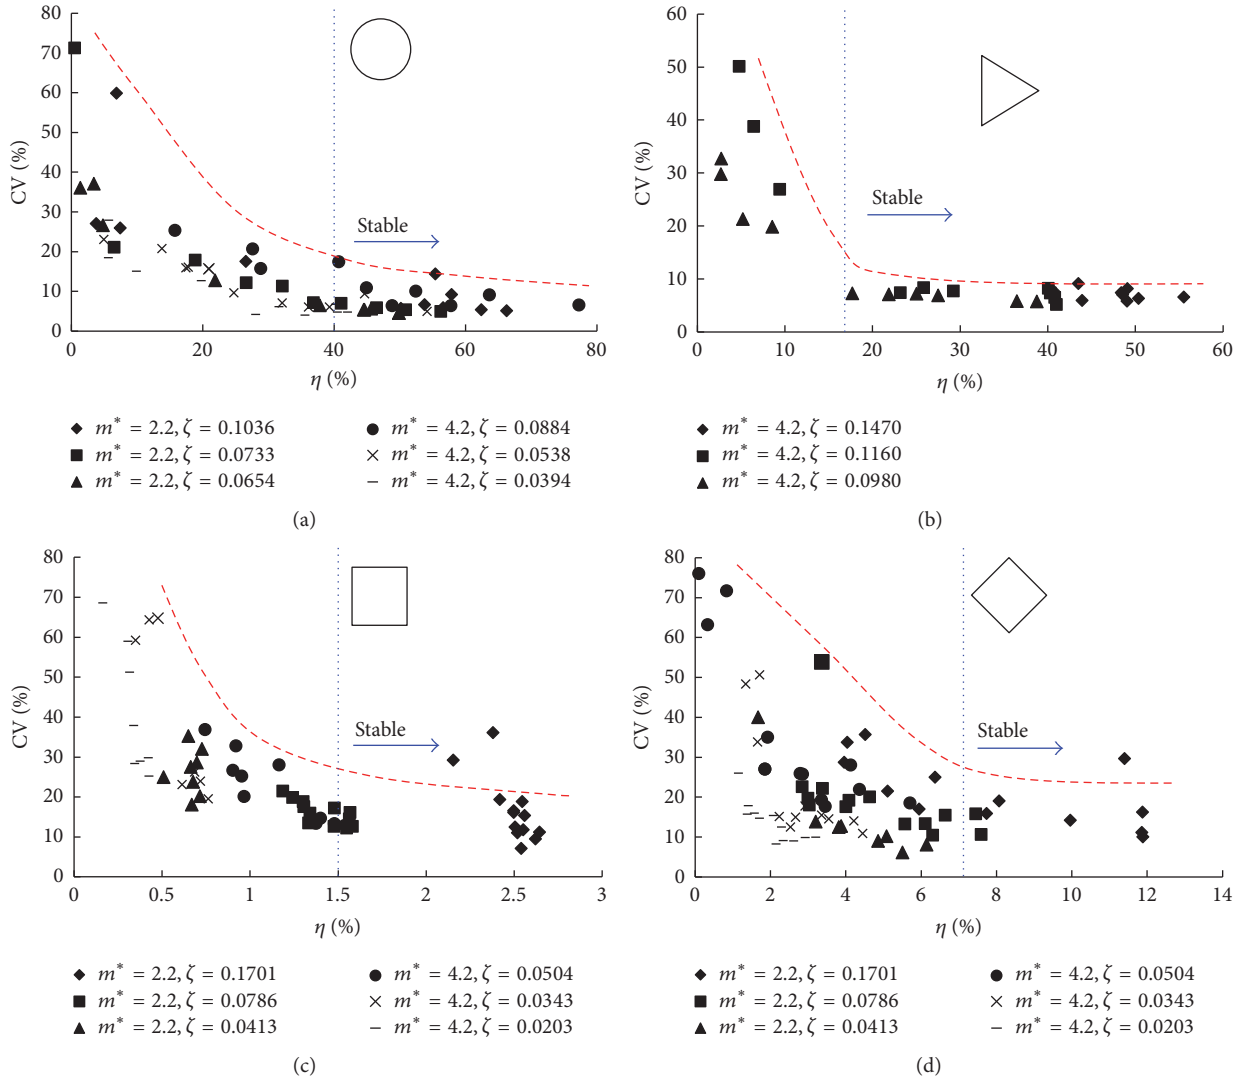 80
70
60
50
40
30
20
10
0
CV (%)
0 20 40 60 80
η (%)
Stable
m* = 2.2, ζ = 0.1036
m* = 2.2, ζ = 0.0733
m* = 2.2, ζ = 0.0654
m* = 4.2, ζ = 0.0884
m* = 4.2, ζ = 0.0538
m* = 4.2, ζ = 0.0394
(a)
60
50
40
30
20
10
0
CV (%)
0 10 20 30 40 50 60
η (%)
Stable
m* = 4.2, ζ = 0.1470
m* = 4.2, ζ = 0.1160
m* = 4.2, ζ = 0.0980
(b)
80
70
60
50
40
30
20
10
0
CV (%)
0 0.5 1 1.5 2 2.5 3
η (%)
Stable
m* = 2.2, ζ = 0.1701
m* = 2.2, ζ = 0.0786
m* = 2.2, ζ = 0.0413
m* = 4.2, ζ = 0.0504
m* = 4.2, ζ = 0.0343
m* = 4.2, ζ = 0.0203
(c)
80
70
60
50
40
30
20
10
0
CV (%)
0 2 4 6 8 10 12 14
η (%)
Stable
m* = 2.2, ζ = 0.1701
m* = 2.2, ζ = 0.0786
m* = 2.2, ζ = 0.0413
m* = 4.2, ζ = 0.0504
m* = 4.2, ζ = 0.0343
m* = 4.2, ζ = 0.0203
(d)